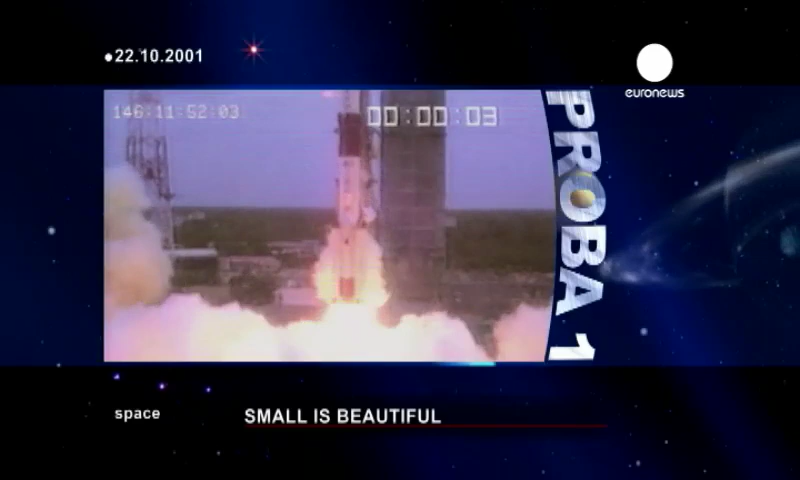 22.10.2001
euronews
146:11:52:03
00:00:03
PROBA 1
space
SMALL IS BEAUTIFUL